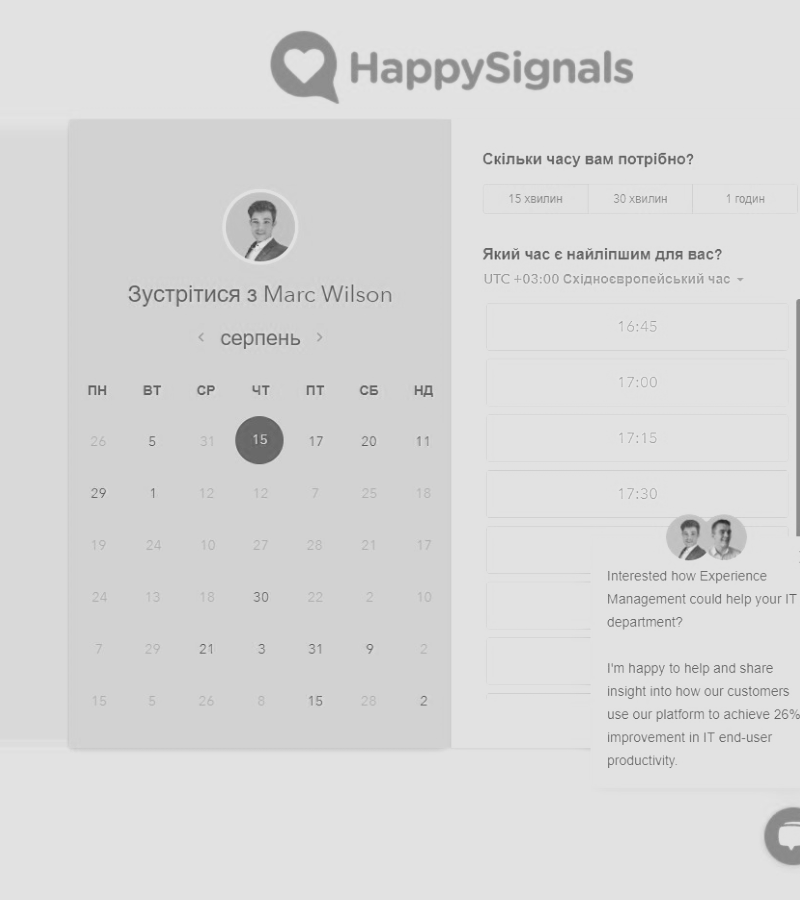 HappySignals
Зустрітися з Marc Wilson
серпень
ПН ВТ СР ЧТ ПТ СБ НД
26 5 31 15 17 20 11
29 1 12 12 7 25 18
19 24 10 27 28 21 17
24 13 18 30 22 2 10
7 29 21 3 31 9 2
15 5 26 8 15 28 2
Скільки часу вам потрібно?
15 хвилин 30 хвилин 1 годин
Який час є найліпшим для вас?
UTC +03:00 Східноєвропейський час
16:45
17:00
17:15
17:30
Interested how Experience
Management could help your IT
department?
I'm happy to help and share
insight into how our customers
use our platform to achieve 26%
improvement in IT end-user
productivity.